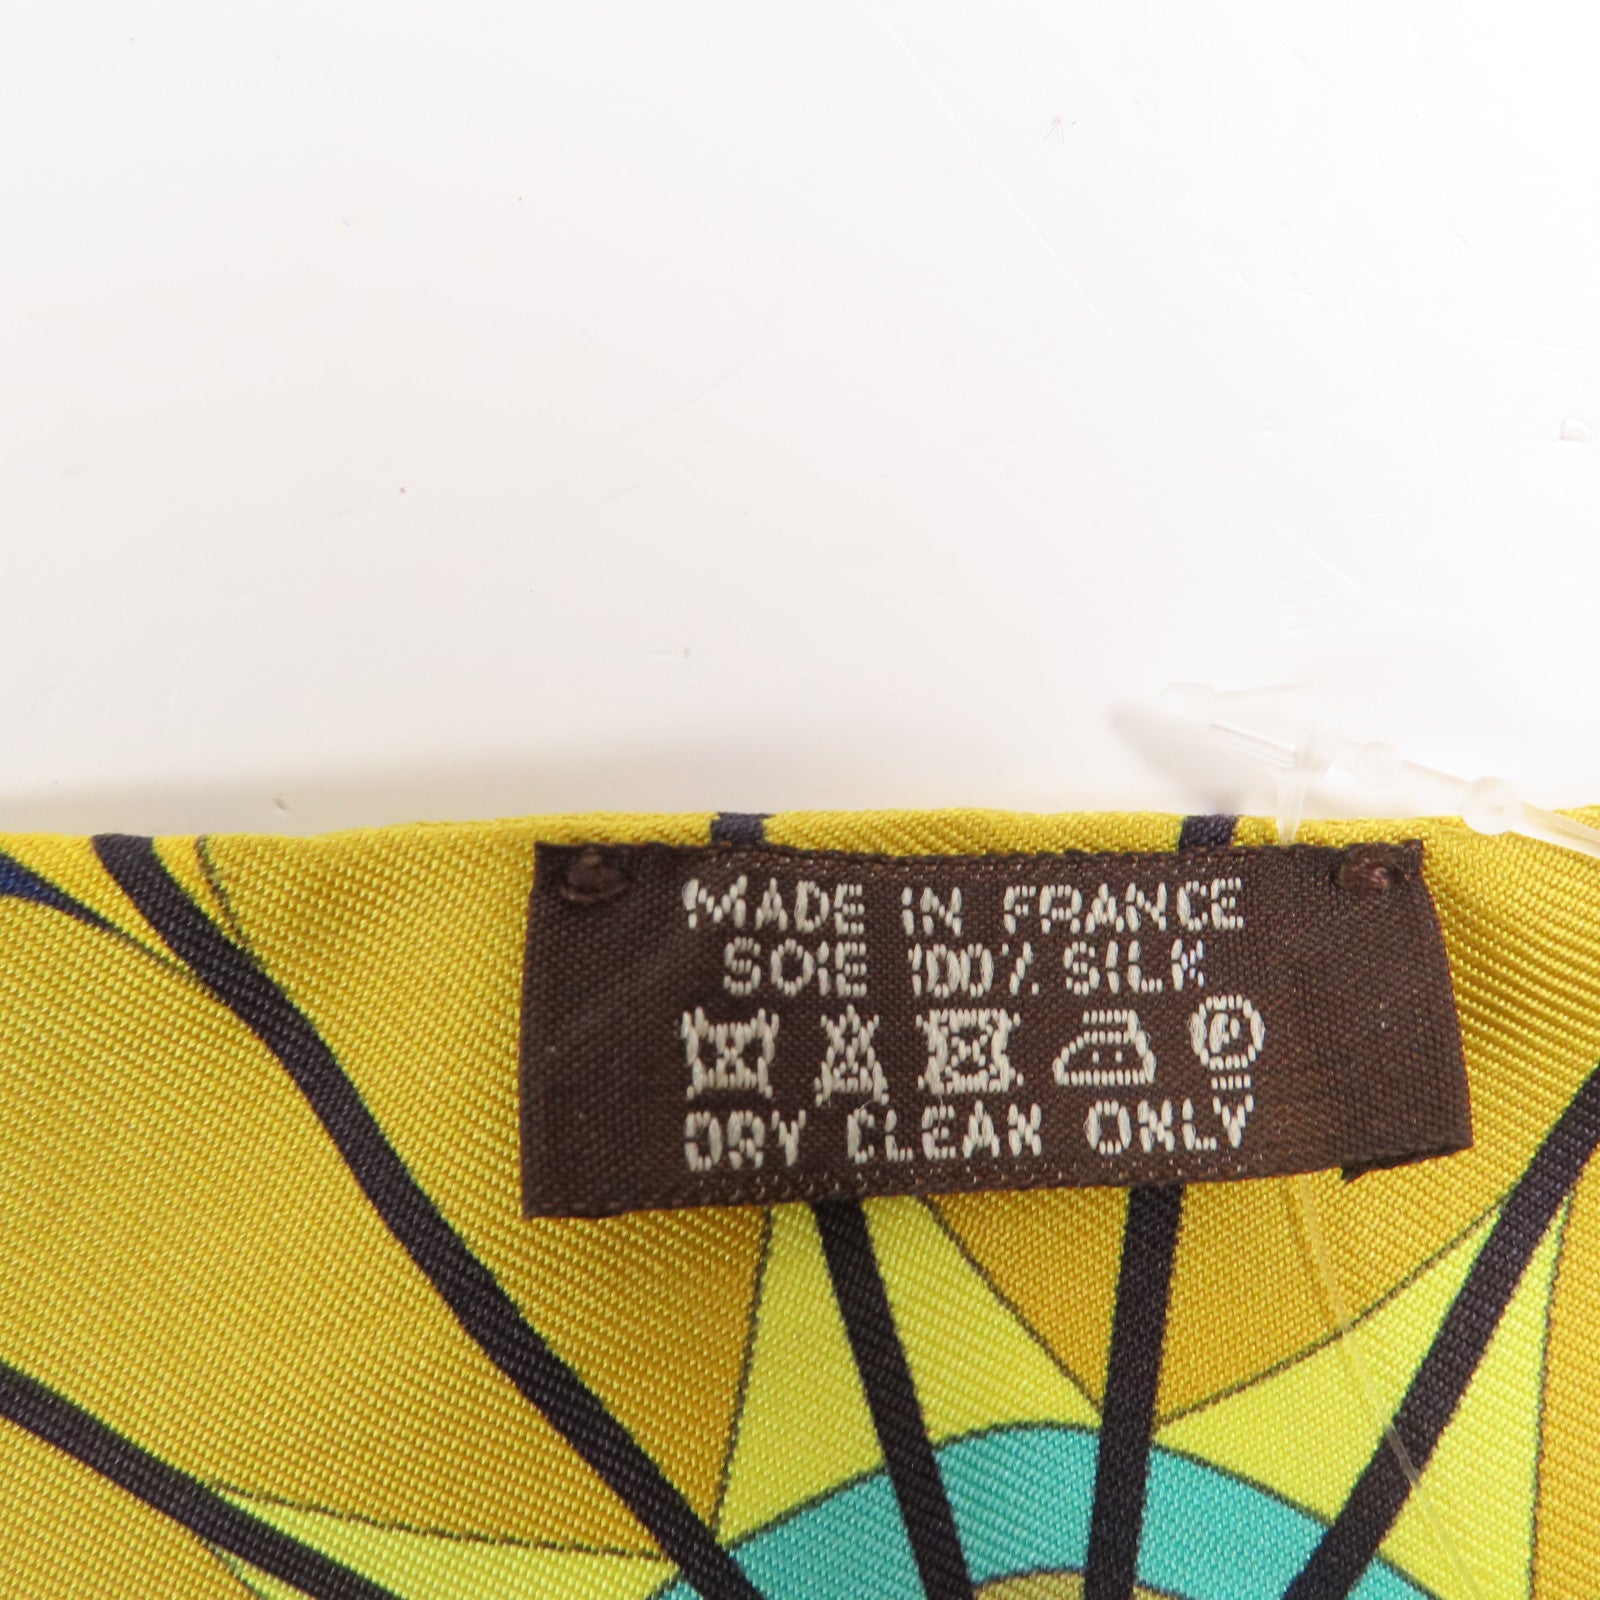 MADE IN FRANCE
SOIE 100% SILK
P
DRY CLEAN ONLY